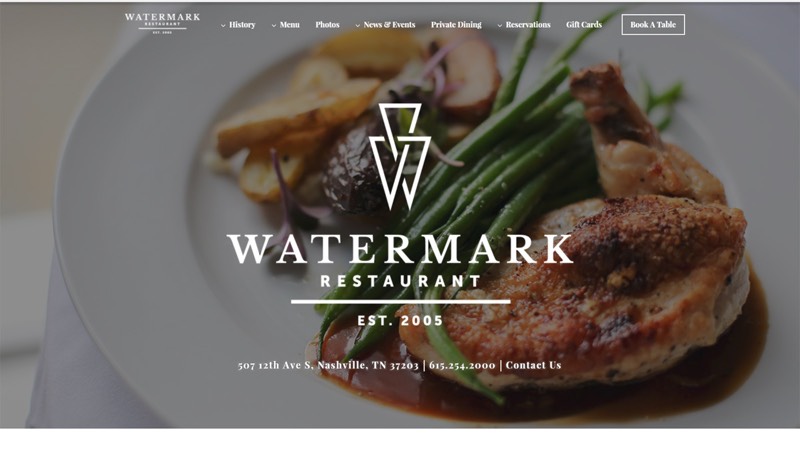 WATERMARK
RESTAURANT
EST. 2005
History Menu Photos News & Events Private Dining Reservations Gift Cards Book A Table
WATERMARK
RESTAURANT
EST. 2005
507 12th Ave S, Nashville, TN 37203 | 615.254.2000 | Contact Us